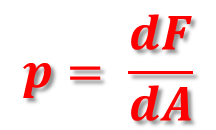 p = dF/dA